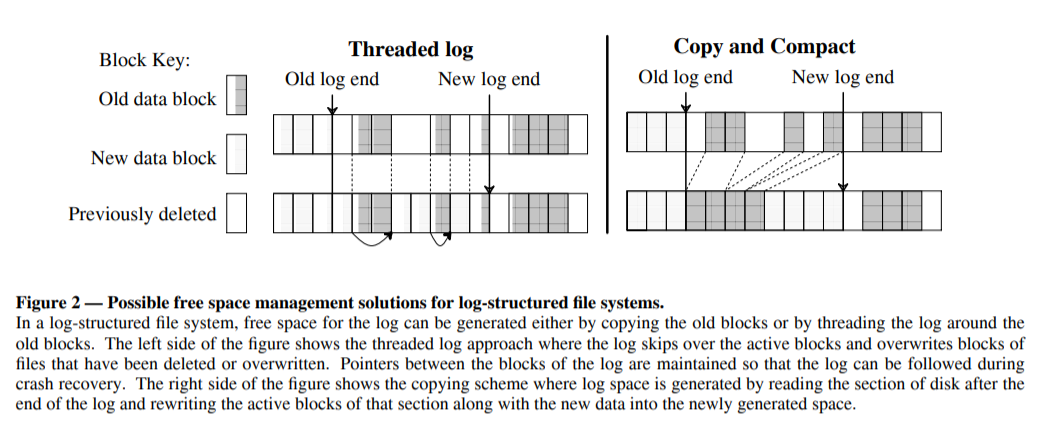 Threaded log
Copy and Compact
Block Key:
Old log end
New log end
Old log end
New log end
Old data block
New data block
Previously deleted
Figure 2 — Possible free space management solutions for log-structured file systems.
In a log-structured file system, free space for the log can be generated either by copying the old blocks or by threading the log around the
old blocks. The left side of the figure shows the threaded log approach where the log skips over the active blocks and overwrites blocks of
files that have been deleted or overwritten. Pointers between the blocks of the log are maintained so that the log can be followed during
crash recovery. The right side of the figure shows the copying scheme where log space is generated by reading the section of disk after the
end of the log and rewriting the active blocks of that section along with the new data into the newly generated space.